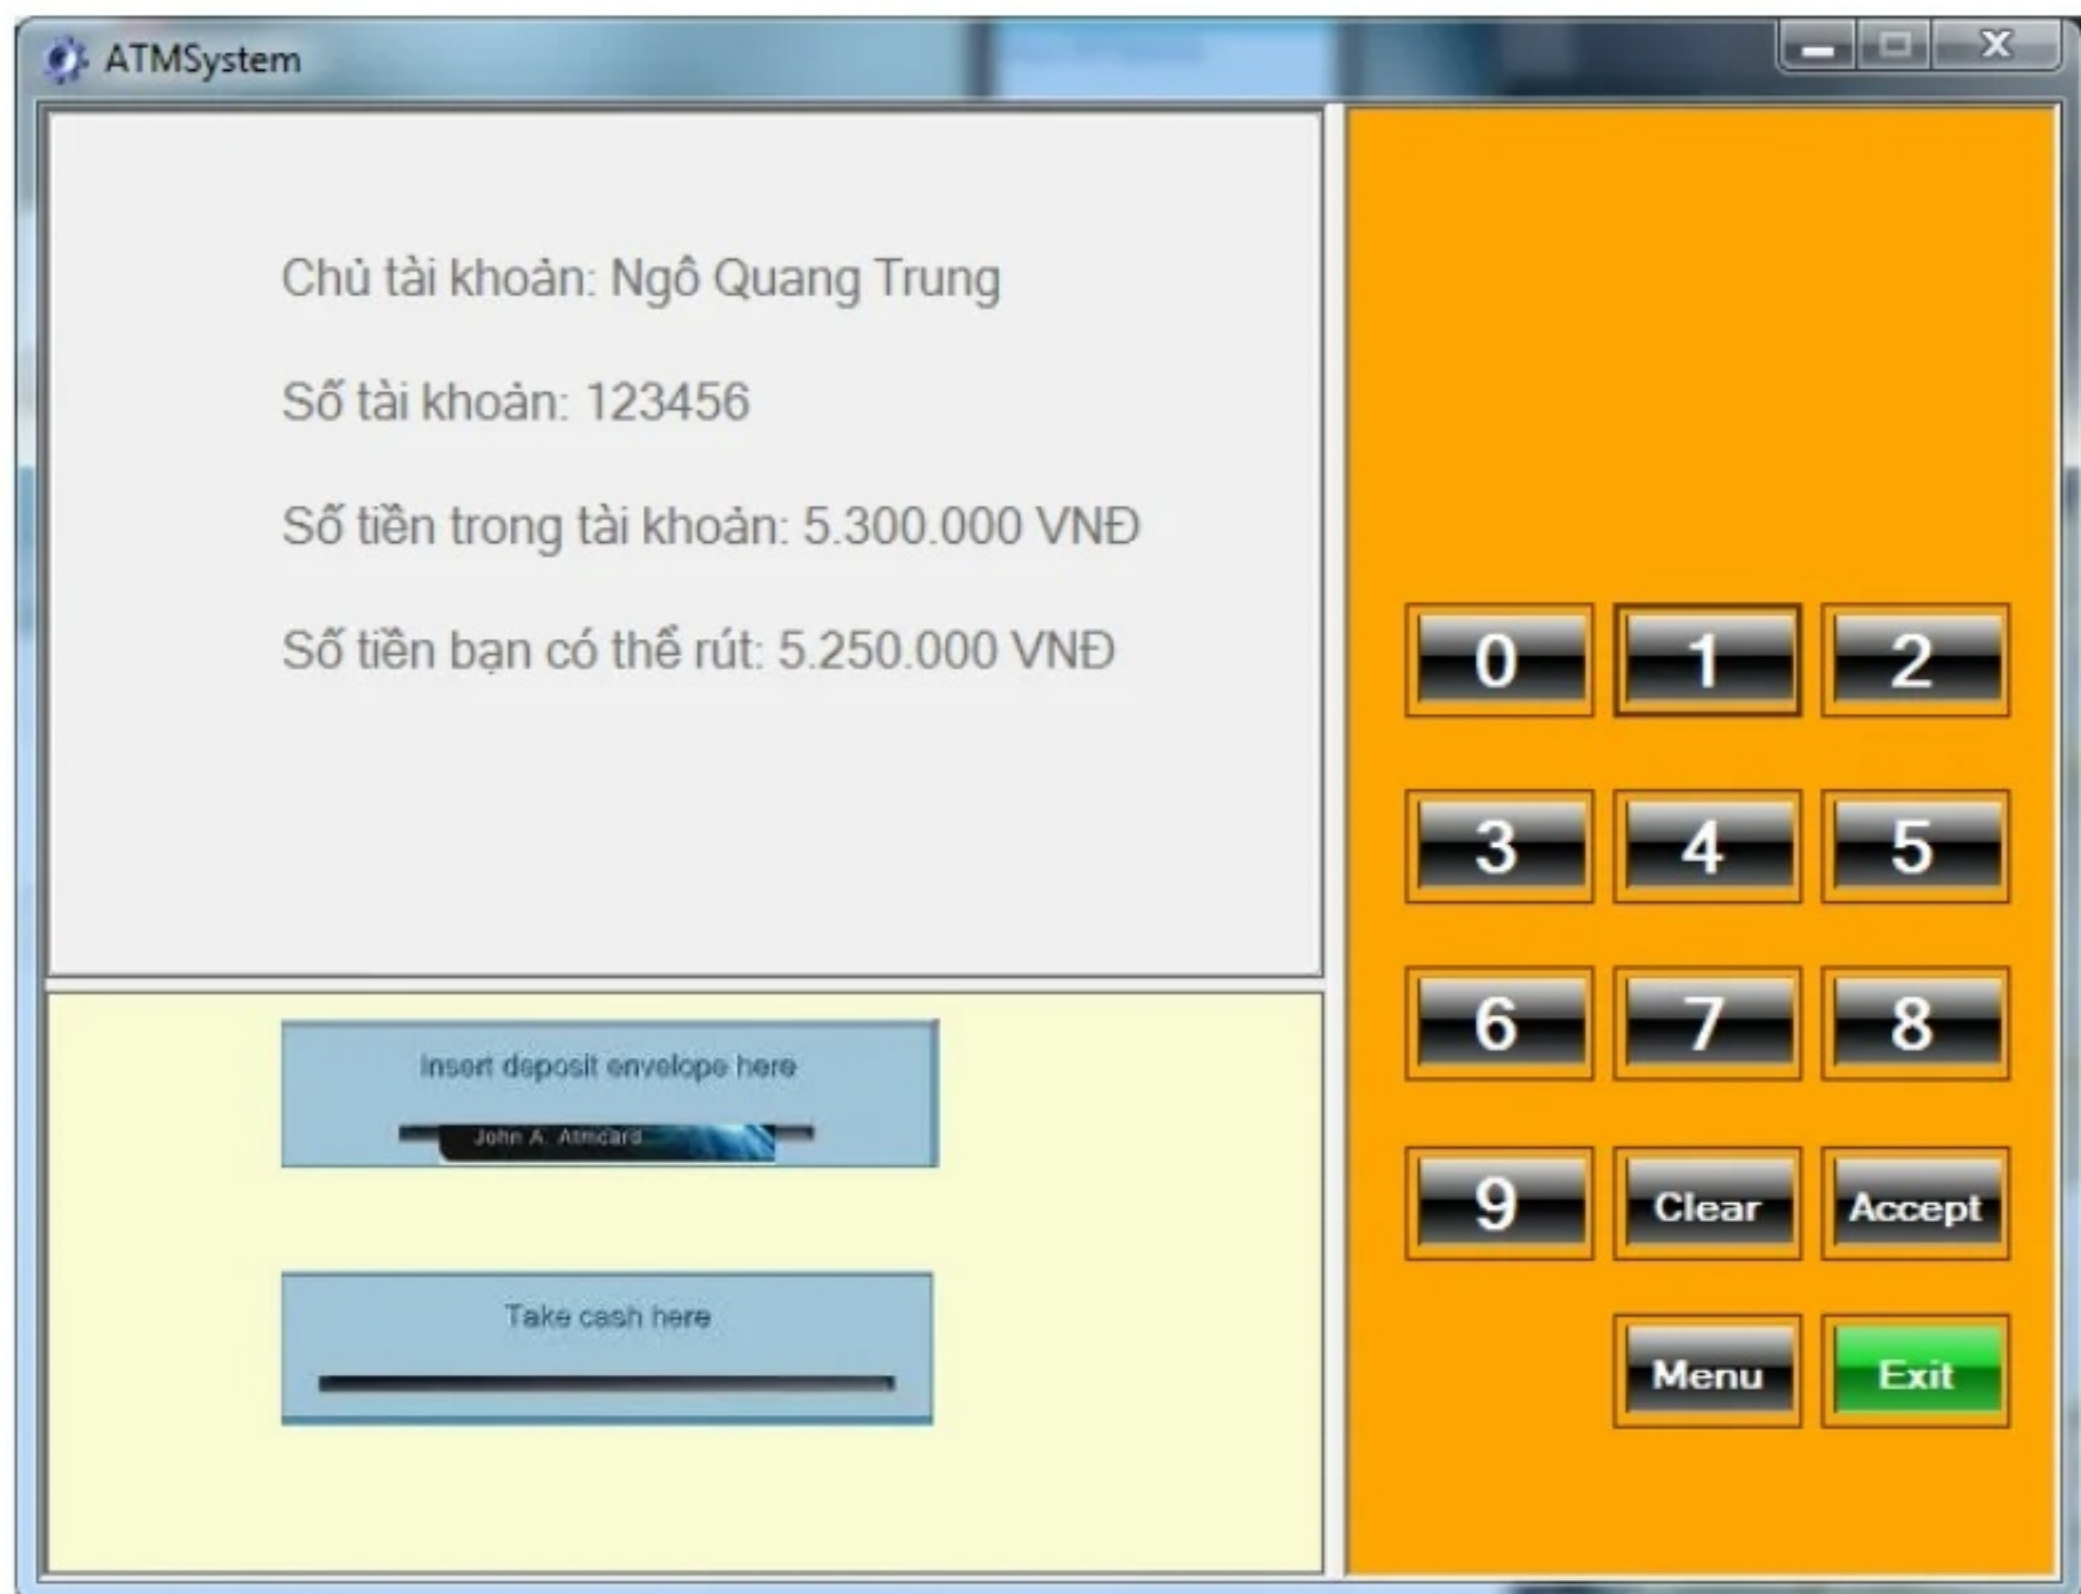 ATMSystem
Chủ tài khoản: Ngô Quang Trung
Số tài khoản: 123456
Số tiền trong tài khoản: 5.300.000 VNĐ
Số tiền bạn có thể rút: 5.250.000 VNĐ
Insert deposit envelope here
John A. Atmcard
Take cash here
0 1 2
3 4 5
6 7 8
9 Clear Accept
Menu Exit